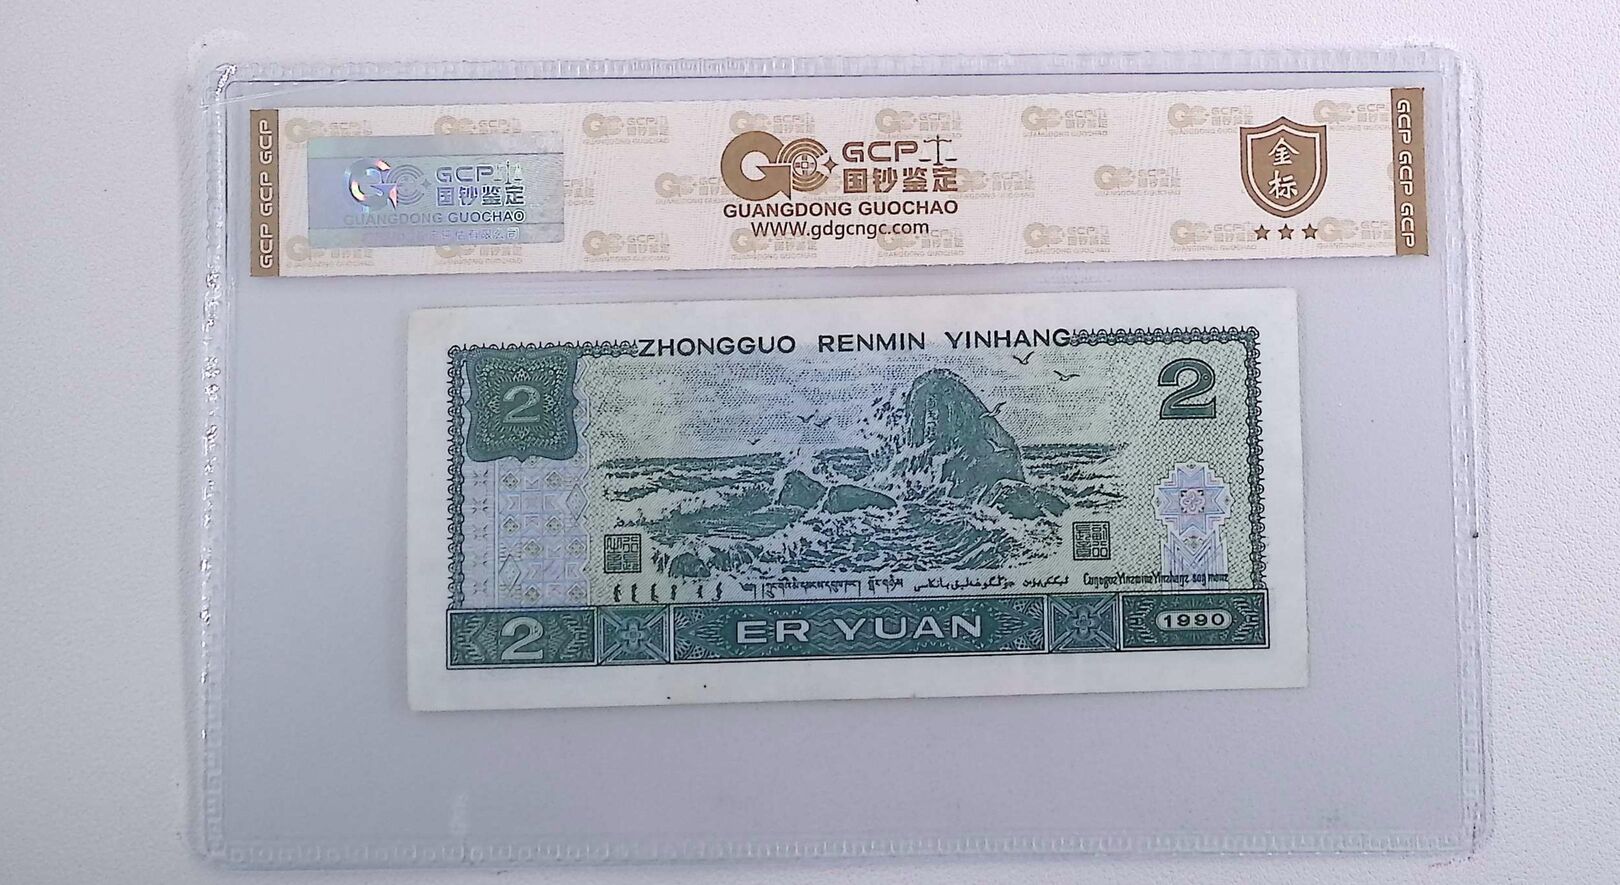 GCP GCP GCP
GCP
国钞鉴定
GUANGDONG GUOCHAO
GCP
国钞鉴定
GUANGDONG GUOCHAO
www.gdgcngc.com
金标
GCP GCP GCP
ZHONGGUO RENMIN YINHANG
2
2
2
ER YUAN
1990